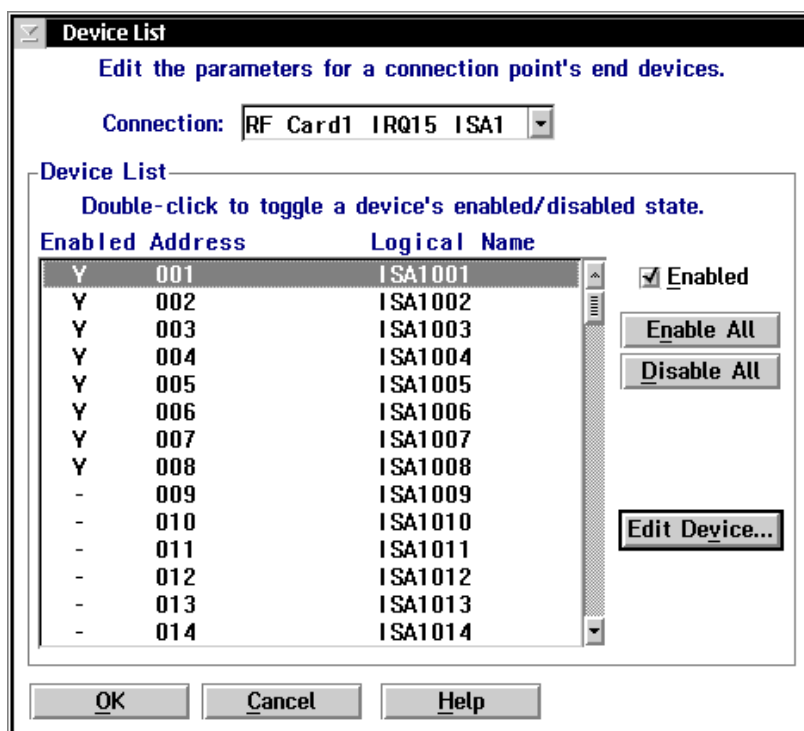 Device List
Edit the parameters for a connection point's end devices.
Connection: RF Card1 IRQ15 ISA1
Device List
Double-click to toggle a device's enabled/disabled state.
Enabled Address Logical Name
Y 001 ISA1001
Y 002 ISA1002
Y 003 ISA1003
Y 004 ISA1004
Y 005 ISA1005
Y 006 ISA1006
Y 007 ISA1007
Y 008 ISA1008
- 009 ISA1009
- 010 ISA1010
- 011 ISA1011
- 012 ISA1012
- 013 ISA1013
- 014 ISA1014
Enabled
Enable All
Disable All
Edit Device...
OK Cancel Help